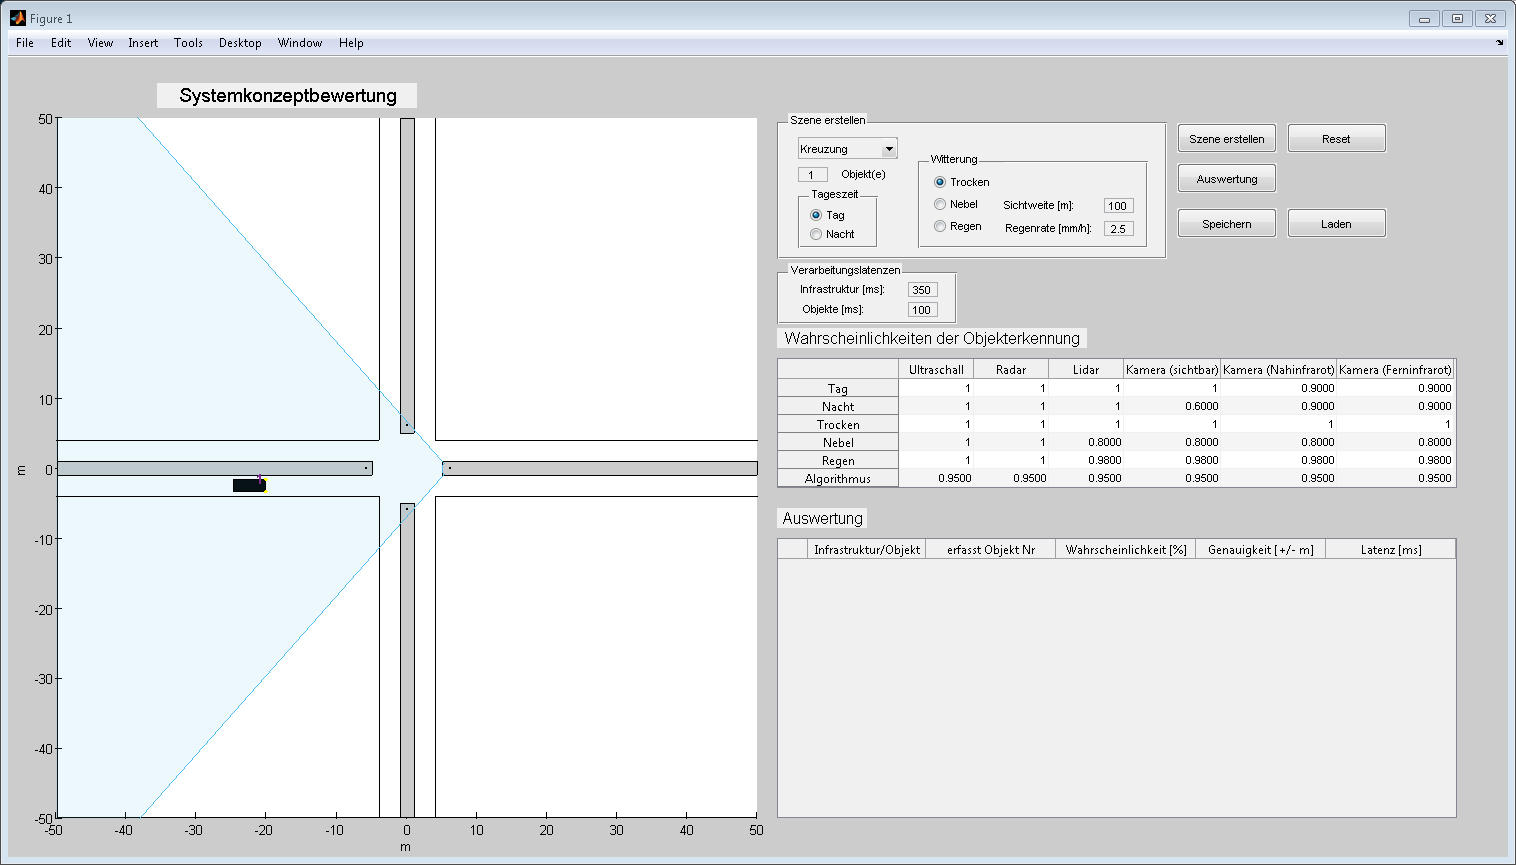 Figure 1
File Edit View Insert Tools Desktop Window Help
Systemkonzeptbewertung
50
40
30
20
10
0
-10
-20
-30
-40
-50
m
-50 -40 -30 -20 -10 0 10 20 30 40 50
m
1
Szene erstellen
Kreuzung
1 Objekt(e)
Tageszeit
Tag
Nacht
Witterung
Trocken
Nebel Sichtweite [m]: 100
Regen Regenrate [mm/h]: 2.5
Szene erstellen Reset
Auswertung
Speichern Laden
Verarbeitungslatenzen
Infrastruktur [ms]: 350
Objekte [ms]: 100
Wahrscheinlichkeiten der Objekterkennung
Ultraschall Radar Lidar Kamera (sichtbar) Kamera (Nahinfrarot) Kamera (Ferninfrarot)
Tag 1 1 1 1 0.9000 0.9000
Nacht 1 1 1 0.6000 0.9000 0.9000
Trocken 1 1 1 1 1 1
Nebel 1 1 0.8000 0.8000 0.8000 0.8000
Regen 1 1 0.9800 0.9800 0.9800 0.9800
Algorithmus 0.9500 0.9500 0.9500 0.9500 0.9500 0.9500
Auswertung
Infrastruktur/Objekt erfasst Objekt Nr Wahrscheinlichkeit [%] Genauigkeit [+/- m] Latenz [ms]